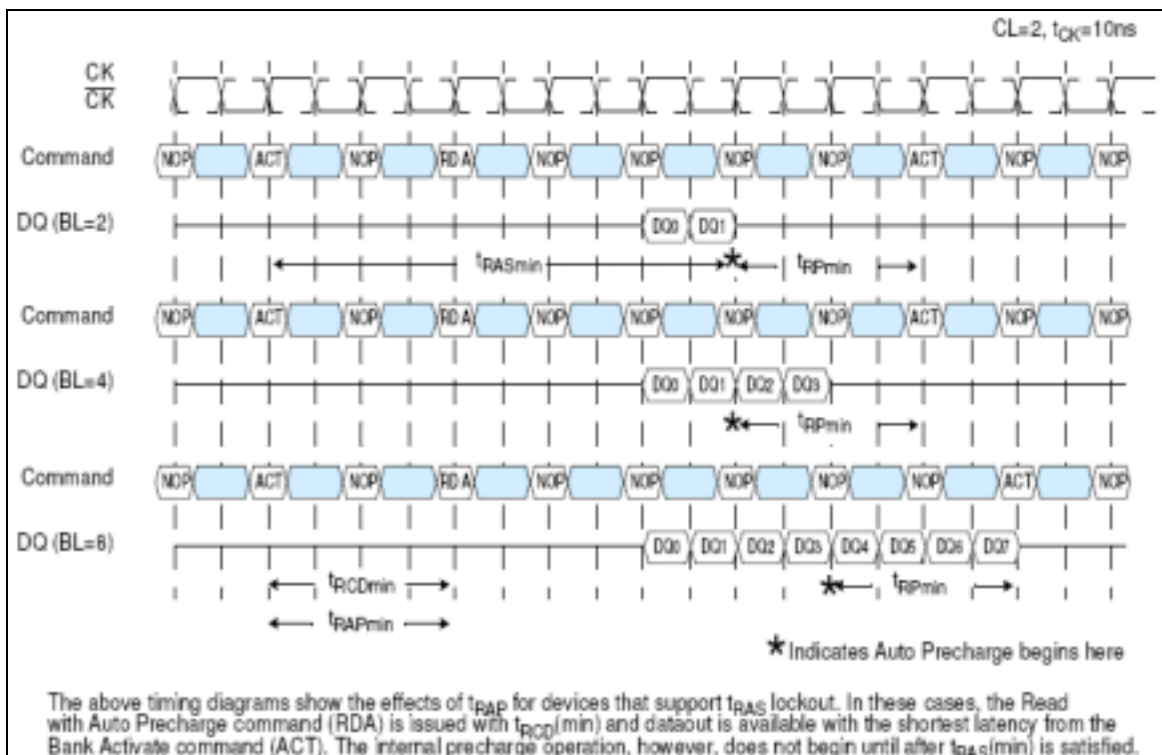 CL=2, tCK=10ns
CK
CK
Command NOP ACT NOP RDA NOP NOP NOP NOP ACT NOP NOP
DQ (BL=2) DQ0 DQ1
tRASmin * tRPmin
Command NOP ACT NOP RDA NOP NOP NOP NOP ACT NOP NOP
DQ (BL=4) DQ0 DQ1 DQ2 DQ3
* tRPmin
Command NOP ACT NOP RDA NOP NOP NOP NOP NOP ACT NOP
DQ (BL=8) DQ0 DQ1 DQ2 DQ3 DQ4 DQ5 DQ6 DQ7
tRCDmin * tRPmin
tRAPmin
* Indicates Auto Precharge begins here
The above timing diagrams show the effects of tRAP for devices that support tRAS lockout. In these cases, the Read
with Auto Precharge command (RDA) is issued with tRCD(min) and dataout is available with the shortest latency from the
Bank Activate command (ACT). The internal precharge operation, however, does not begin until after tRAS(min) is satisfied.